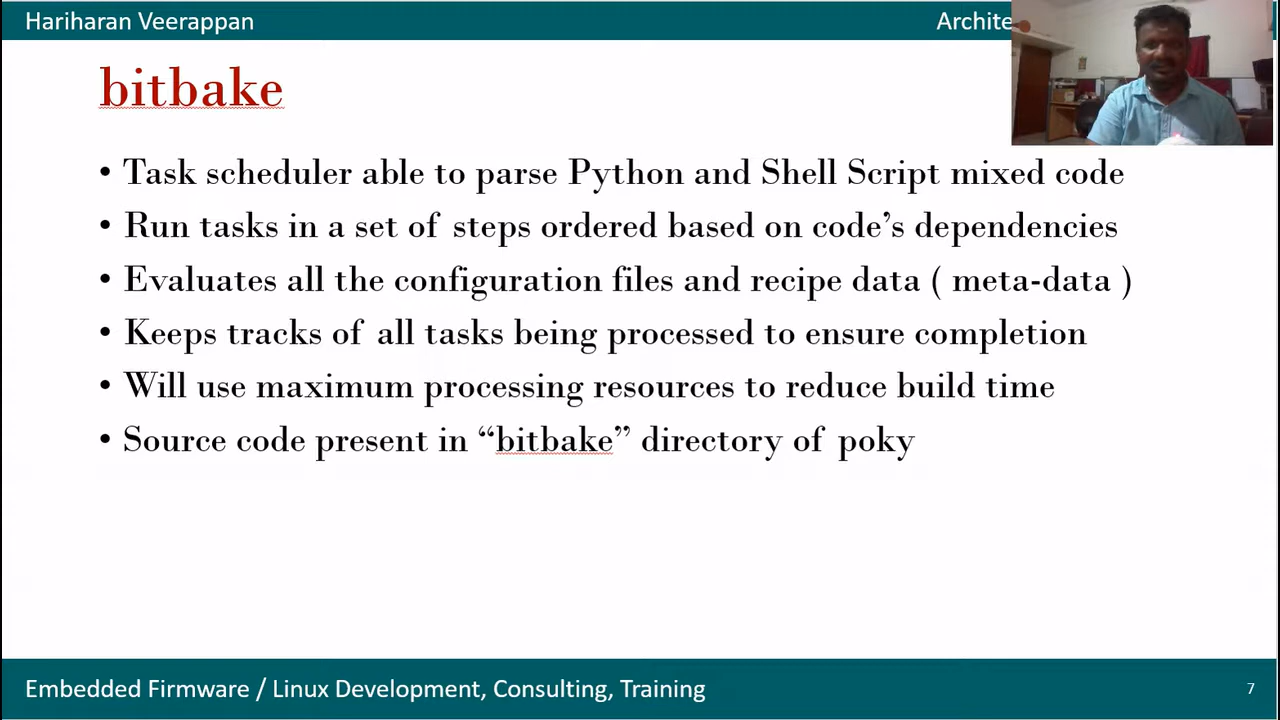 Hariharan Veerappan
bitbake
• Task scheduler able to parse Python and Shell Script mixed code
• Run tasks in a set of steps ordered based on code’s dependencies
• Evaluates all the configuration files and recipe data ( meta-data )
• Keeps tracks of all tasks being processed to ensure completion
• Will use maximum processing resources to reduce build time
• Source code present in “bitbake” directory of poky
Embedded Firmware / Linux Development, Consulting, Training
7